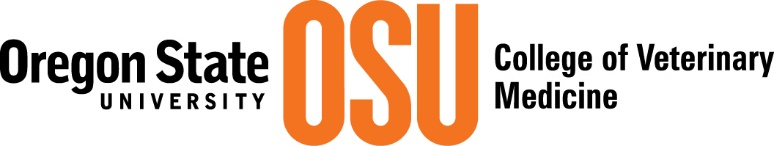 Oregon State
UNIVERSITY
OSU
College of Veterinary
Medicine